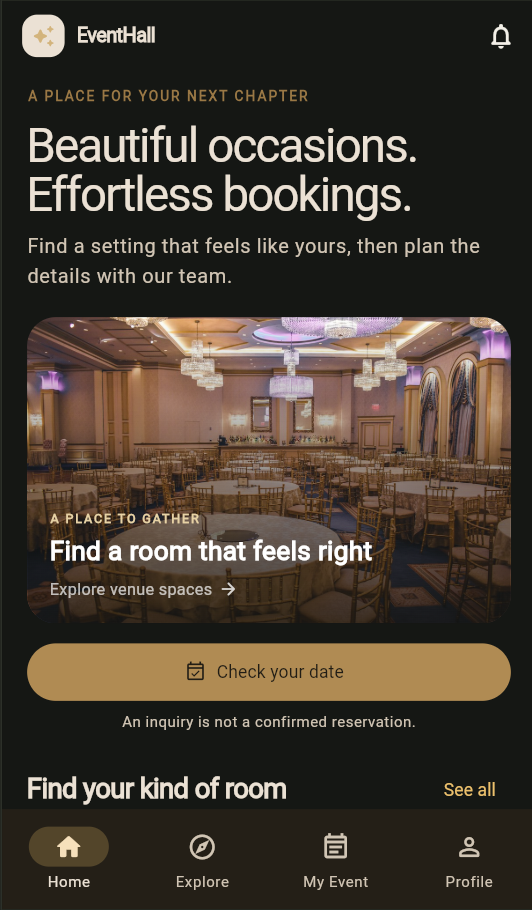 EventHall
A PLACE FOR YOUR NEXT CHAPTER
Beautiful occasions.
Effortless bookings.
Find a setting that feels like yours, then plan the
details with our team.
A PLACE TO GATHER
Find a room that feels right
Explore venue spaces →
Check your date
An inquiry is not a confirmed reservation.
Find your kind of room See all
Home Explore My Event Profile